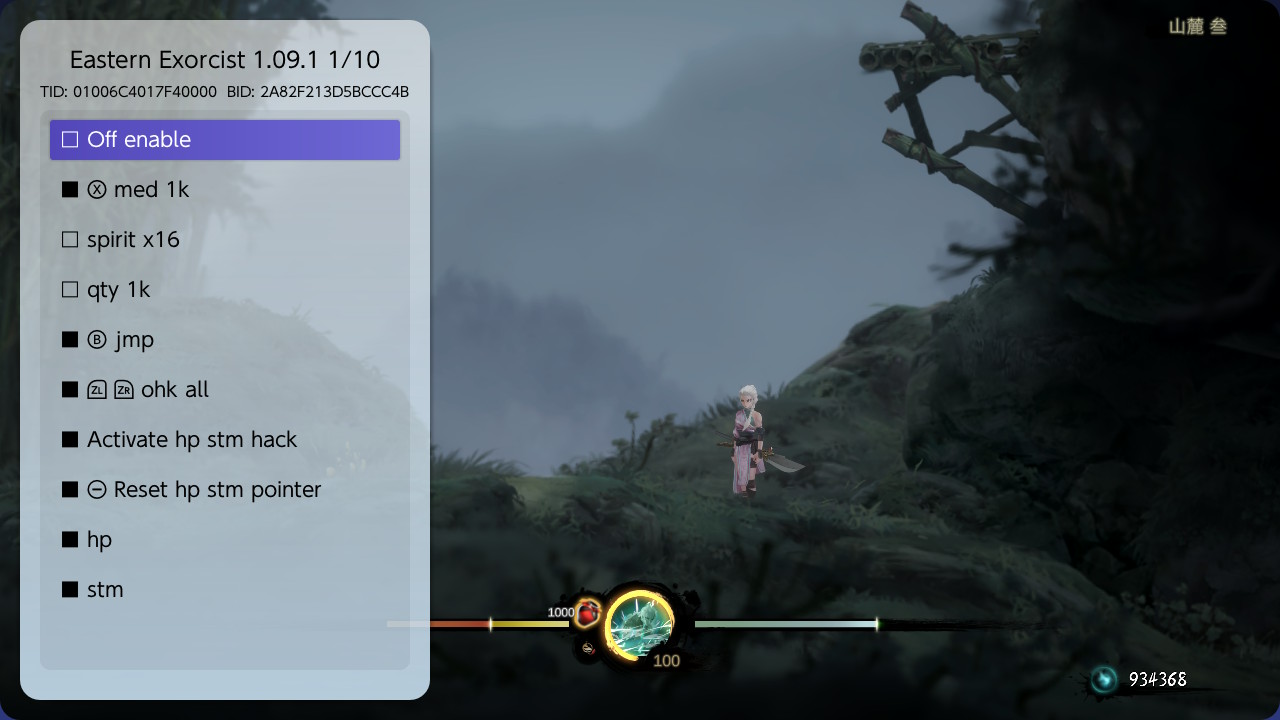 Eastern Exorcist 1.09.1 1/10
TID: 01006C4017F40000 BID: 2A82F213D5BCCC4B
Off enable
X med 1k
spirit x16
qty 1k
B jmp
ZL ZR ohk all
Activate hp stm hack
Reset hp stm pointer
hp
stm
山麓 叁
1000
100
934368